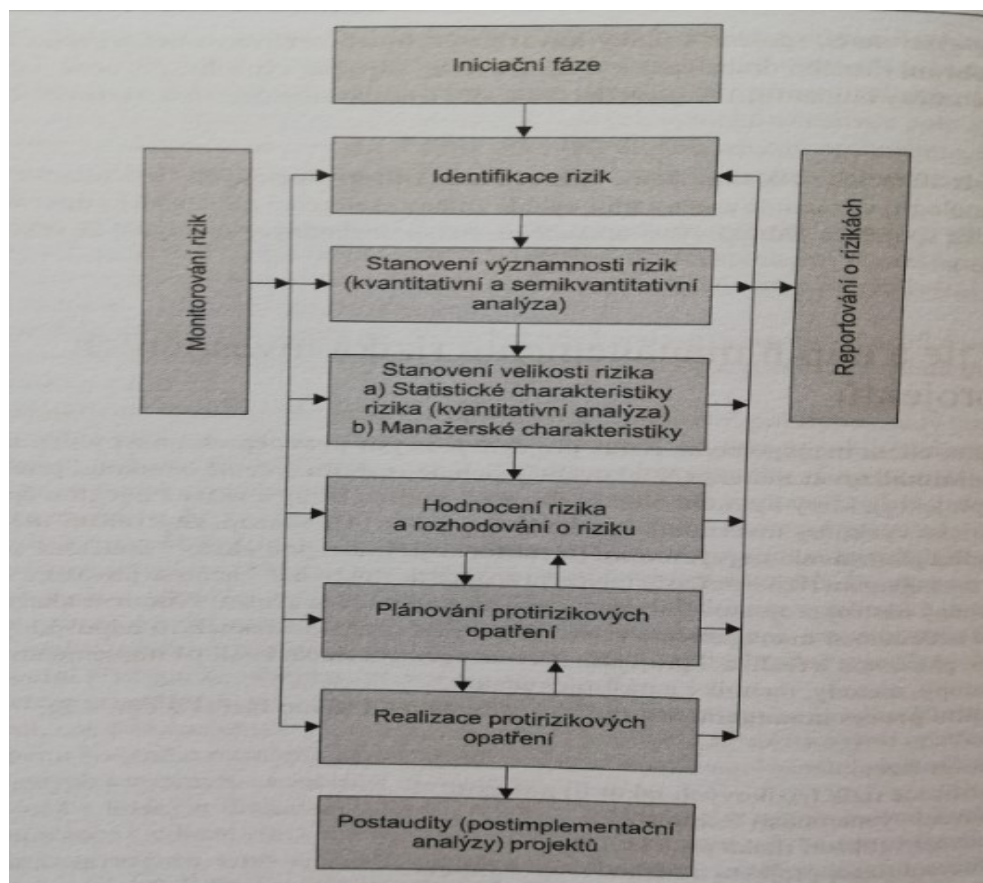 Iniciační fáze
Identifikace rizik
Monitorování rizik
Stanovení významnosti rizik
(kvantitativní a semikvantitativní
analýza)
Reportování o rizikách
Stanovení velikosti rizika
a) Statistické charakteristiky
rizika (kvantitativní analýza)
b) Manažerské charakteristiky
Hodnocení rizika
a rozhodování o riziku
Plánování protirizikových
opatření
Realizace protirizikových
opatření
Postaudity (postimplementační
analýzy) projektů